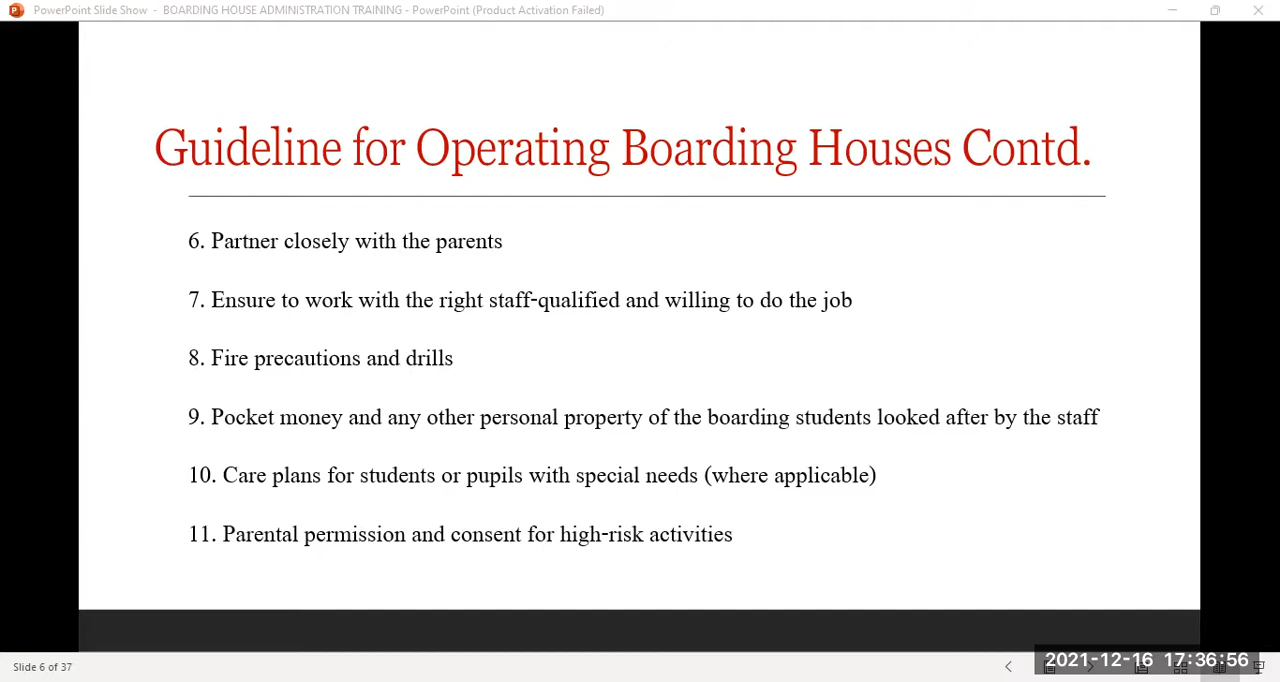 PowerPoint Slide Show - BOARDING HOUSE ADMINISTRATION TRAINING - PowerPoint (Product Activation Failed)
Guideline for Operating Boarding Houses Contd.
6. Partner closely with the parents
7. Ensure to work with the right staff-qualified and willing to do the job
8. Fire precautions and drills
9. Pocket money and any other personal property of the boarding students looked after by the staff
10. Care plans for students or pupils with special needs (where applicable)
11. Parental permission and consent for high-risk activities
Slide 6 of 37
2021-12-16 17:36:56